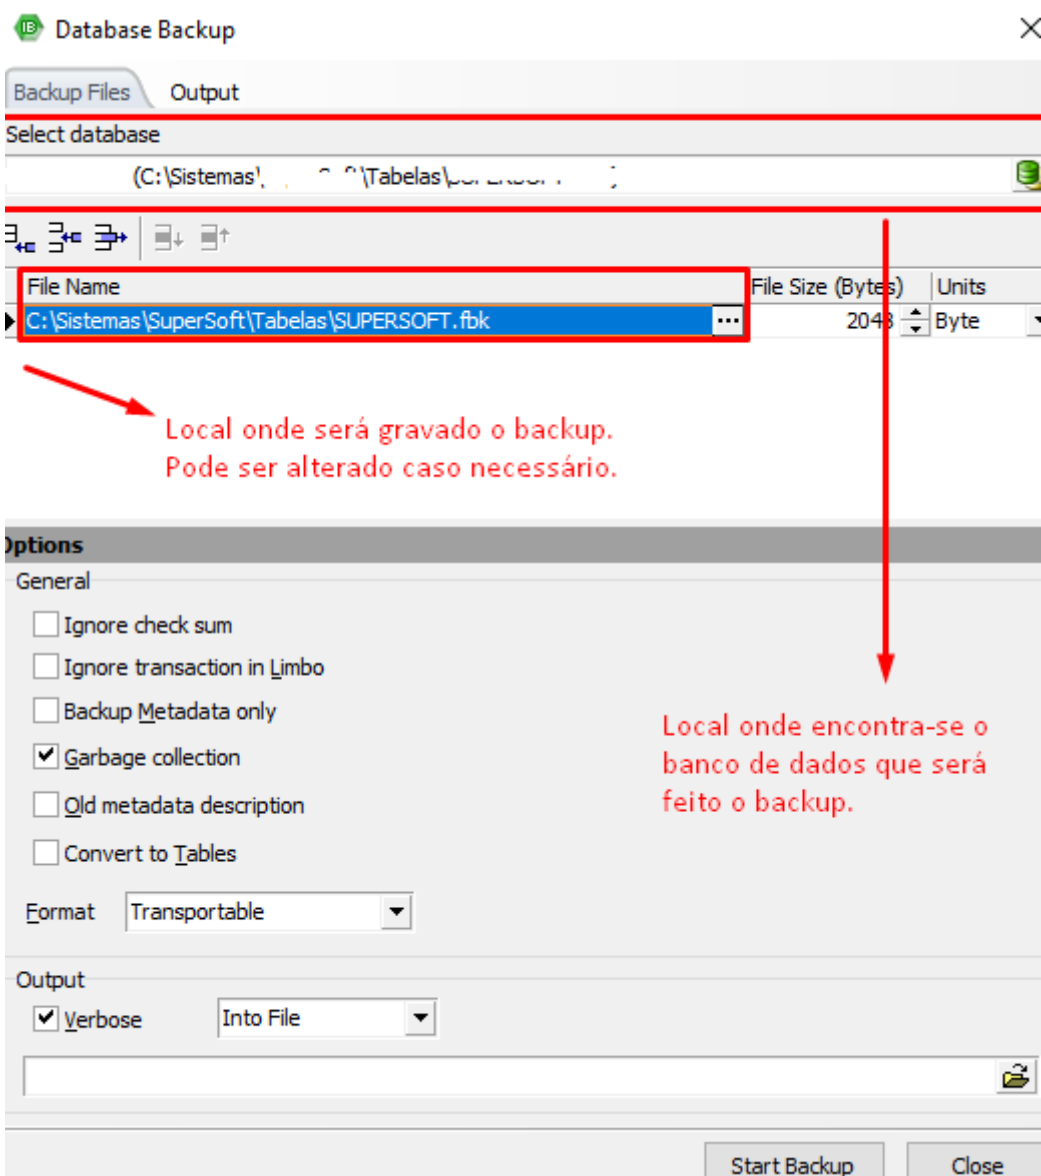 Database Backup
Backup Files
Output
Select database
(C:\Sistemas\ \Tabelas\
File Name
File Size (Bytes)
Units
C:\Sistemas\SuperSoft\Tabelas\SUPERSOFT.fbk
...
2048
Byte
Local onde será gravado o backup.
Pode ser alterado caso necessário.
Options
General
Ignore check sum
Ignore transaction in Limbo
Backup Metadata only
Garbage collection
Old metadata description
Convert to Tables
Local onde encontra-se o
banco de dados que será
feito o backup.
Format
Transportable
Output
Verbose
Into File
Start Backup
Close